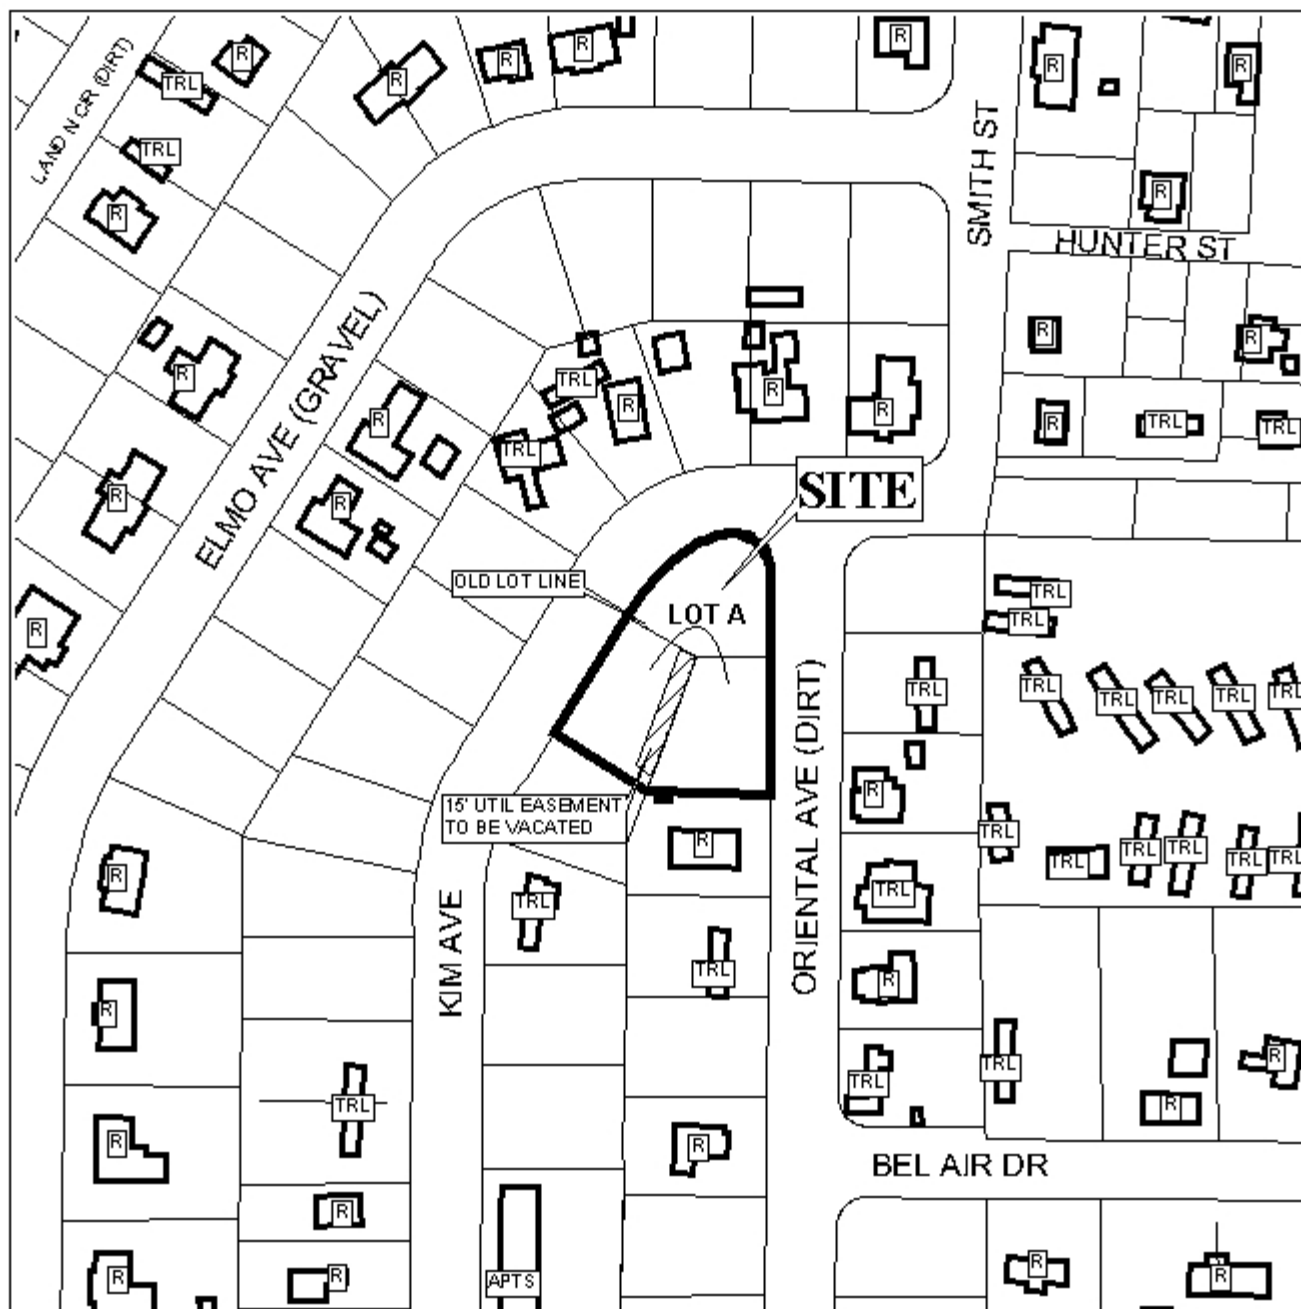 R
R
R
R
R
R
R
LAND N CIR (DIRT)
TRL
TRL
R
SMITH ST
R
HUNTER ST
ELMO AVE (GRAVEL)
R
R
R
TRL
R
R
R
R
R
TRL
TRL
R
TRL
SITE
R
R
OLD LOT LINE
LOT A
TRL
TRL
R
TRL
TRL
TRL
TRL
TRL
TRL
ORIENTAL AVE (DIRT)
R
15' UTIL EASEMENT
TO BE VACATED
R
TRL
TRL
TRL
TRL
TRL
TRL
R
TRL
TRL
KIM AVE
TRL
R
R
R
TRL
TRL
TRL
R
R
R
BEL AIR DR
R
R
R
APTS
R
R